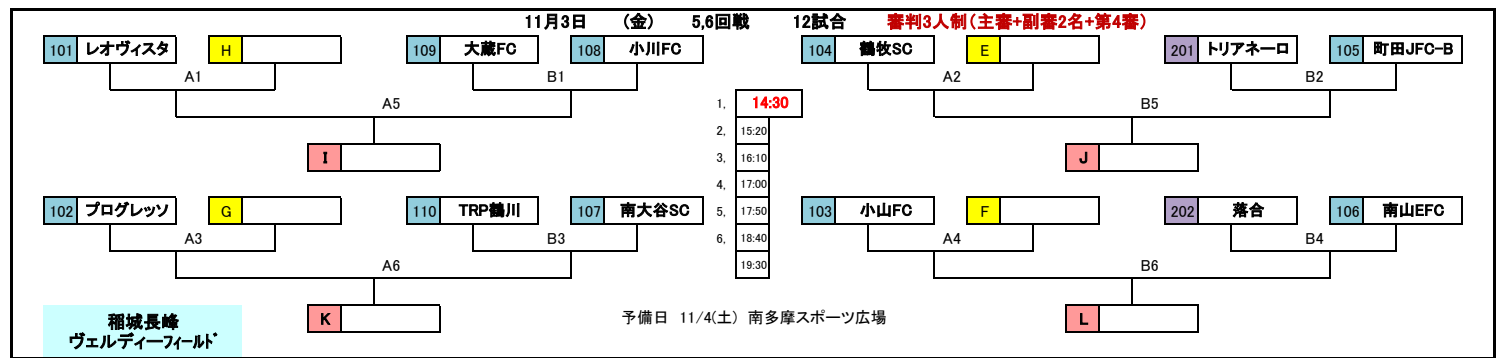 11月3日 (金) 5,6回戦 12試合 審判3人制(主審+副審2名+第4審)
101 レオヴィスタ H 109 大蔵FC 108 小川FC 104 鶴牧SC E 201 トリアネーロ 105 町田JFC-B
A1 B1 A2 B2
A5 1, 14:30 B5
2, 15:20
I 3, 16:10 J
4, 17:00
102 プログレッソ G 110 TRP鶴川 107 南大谷SC 5, 17:50 103 小山FC F 202 落合 106 南山EFC
A3 B3 6, 18:40 A4 B4
A6 19:30 B6
稲城長峰
ヴェルディーフィールド
K 予備日 11/4(土) 南多摩スポーツ広場 L